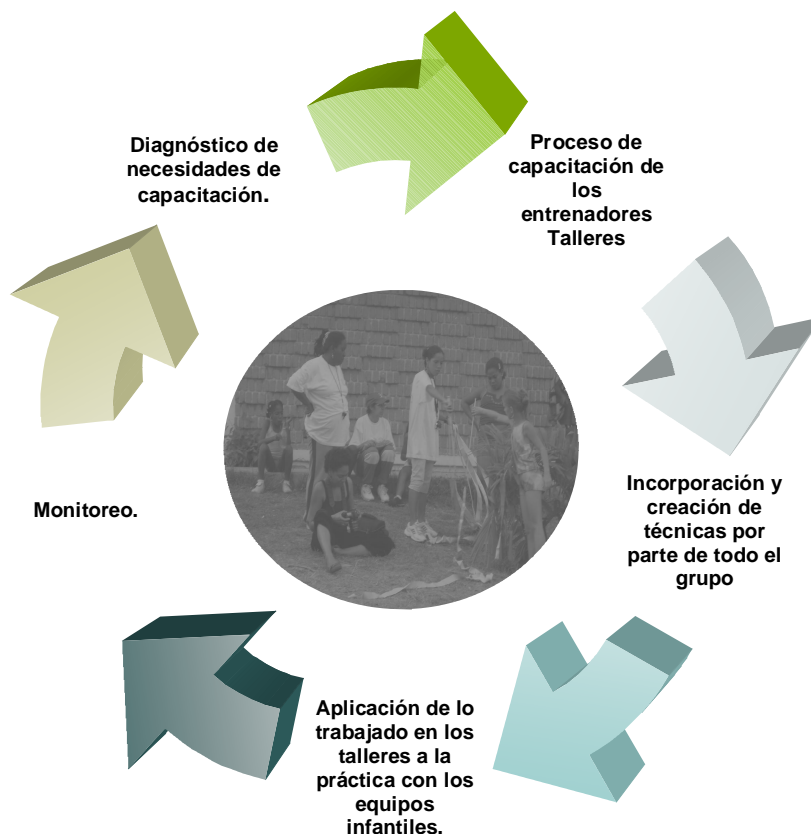 Diagnóstico de
necesidades de
capacitación.
Proceso de
capacitación de
los
entrenadores
Talleres
Incorporación y
creación de
técnicas por
parte de todo el
grupo
Aplicación de lo
trabajado en los
talleres a la
práctica con los
equipos
infantiles.
Monitoreo.